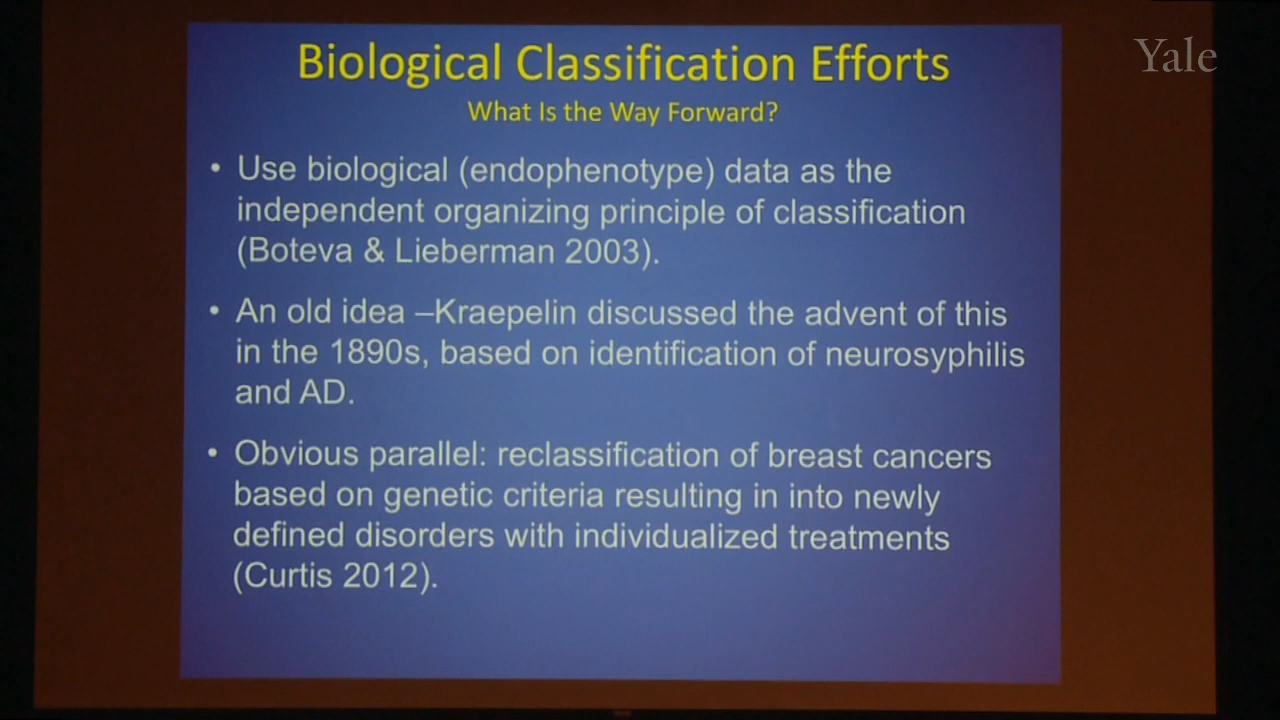 Biological Classification Efforts
Yale
What Is the Way Forward?
• Use biological (endophenotype) data as the
independent organizing principle of classification
(Boteva & Lieberman 2003).
• An old idea –Kraepelin discussed the advent of this
in the 1890s, based on identification of neurosyphilis
and AD.
• Obvious parallel: reclassification of breast cancers
based on genetic criteria resulting in into newly
defined disorders with individualized treatments
(Curtis 2012).